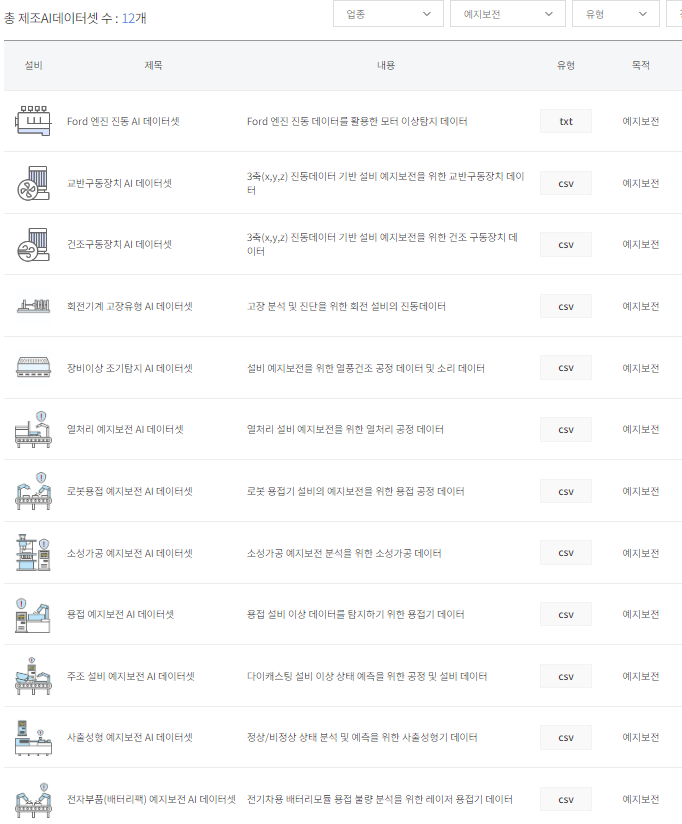 총 제조AI데이터셋 수 : 12개
업종
예지보전
유형
설비 제목 내용 유형 목적
Ford 엔진 진동 AI 데이터셋 Ford 엔진 진동 데이터를 활용한 모터 이상탐지 데이터 txt 예지보전
교반구동장치 AI 데이터셋 3축(x,y,z) 진동데이터 기반 설비 예지보전을 위한 교반구동장치 데이
터
csv 예지보전
건조구동장치 AI 데이터셋 3축(x,y,z) 진동데이터 기반 설비 예지보전을 위한 건조 구동장치 데
이터
csv 예지보전
회전기계 고장유형 AI 데이터셋 고장 분석 및 진단을 위한 회전 설비의 진동데이터 csv 예지보전
장비이상 조기탐지 AI 데이터셋 설비 예지보전을 위한 열풍건조 공정 데이터 및 소리 데이터 csv 예지보전
열처리 예지보전 AI 데이터셋 열처리 설비 예지보전을 위한 열처리 공정 데이터 csv 예지보전
로봇용접 예지보전 AI 데이터셋 로봇 용접기 설비의 예지보전을 위한 용접 공정 데이터 csv 예지보전
소성가공 예지보전 AI 데이터셋 소성가공 예지보전 분석을 위한 소성가공 데이터 csv 예지보전
용접 예지보전 AI 데이터셋 용접 설비 이상 데이터를 탐지하기 위한 용접기 데이터 csv 예지보전
주조 설비 예지보전 AI 데이터셋 다이캐스팅 설비 이상 상태 예측을 위한 공정 및 설비 데이터 csv 예지보전
사출성형 예지보전 AI 데이터셋 정상/비정상 상태 분석 및 예측을 위한 사출성형기 데이터 csv 예지보전
전자부품(배터리팩) 예지보전 AI 데이터셋 전기차용 배터리모듈 용접 불량 분석을 위한 레이저 용접기 데이터 csv 예지보전